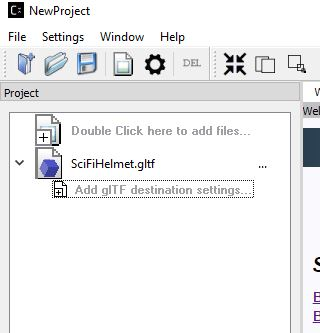 NewProject
File Settings Window Help
DEL
Project
Double Click here to add files...
SciFiHelmet.gltf ...
Add glTF destination settings...